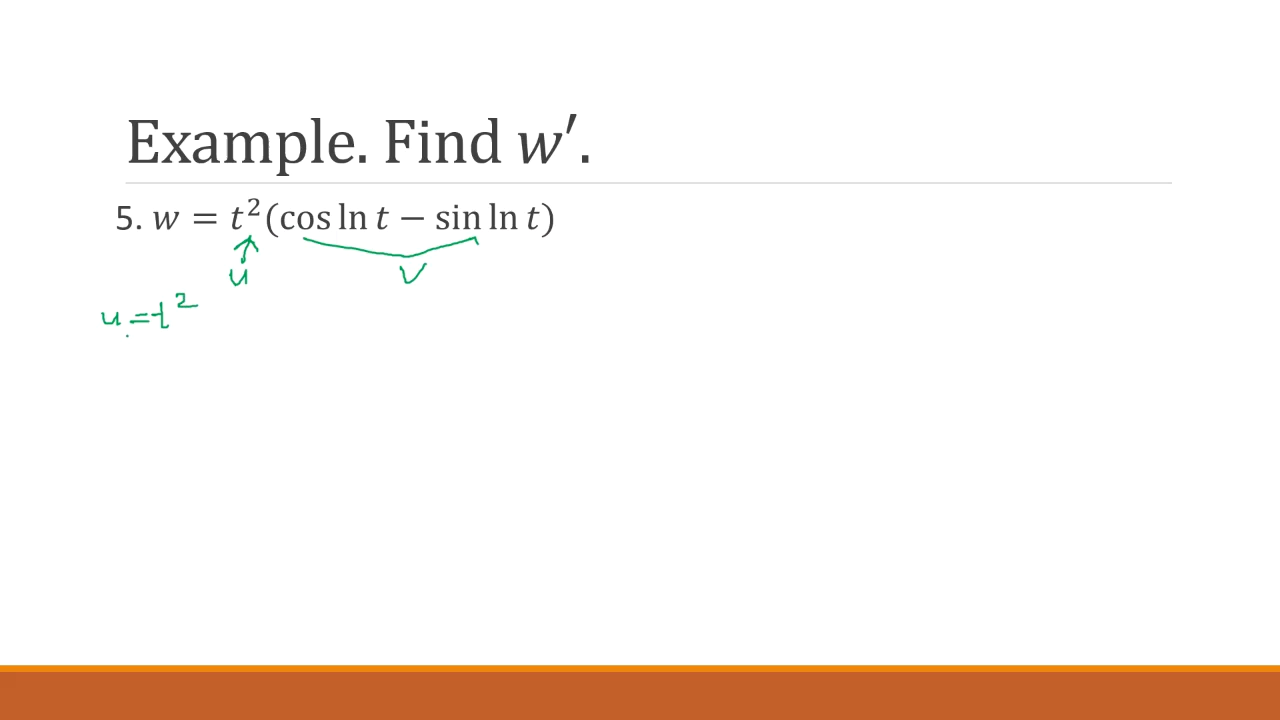 Example. Find w′.
5. w = t²(cos ln t − sin ln t)
u V
u = t²